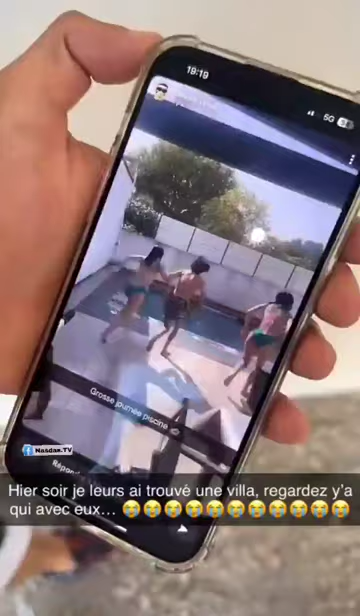 19:19
5G
Grosse journée piscine
Nasdas.TV
Répond
Hier soir je leurs ai trouvé une villa, regardez y'a
qui avec eux... 😭😭😭😭😭😭😭😭😭😭😭